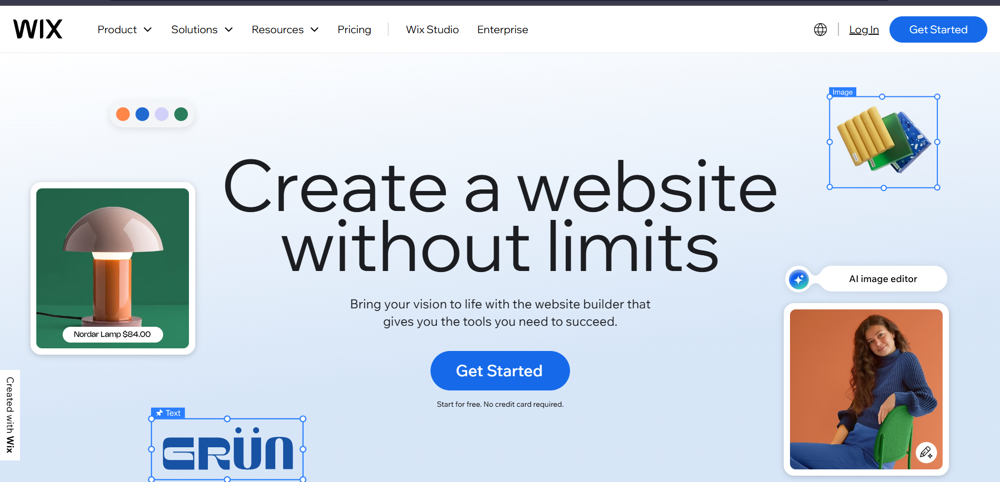 WIX
Product
Solutions
Resources
Pricing
Wix Studio
Enterprise
Log In
Get Started
Image
Create a website
without limits
Bring your vision to life with the website builder that
gives you the tools you need to succeed.
Get Started
Start for free. No credit card required.
Nordar Lamp $84.00
AI image editor
Created with Wix
Text
GRÜN